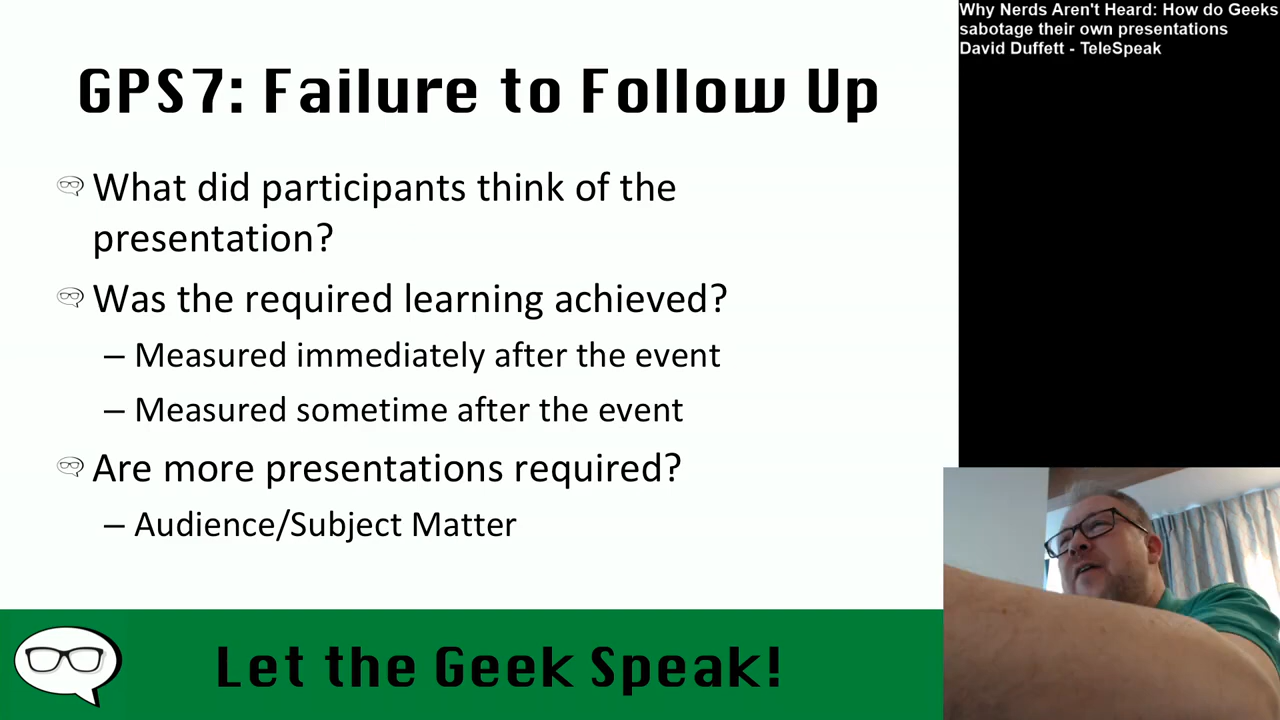 GPS7: Failure to Follow Up
What did participants think of the
presentation?
Was the required learning achieved?
– Measured immediately after the event
– Measured sometime after the event
Are more presentations required?
– Audience/Subject Matter
Let the Geek Speak!
Why Nerds Aren't Heard: How do Geeks
sabotage their own presentations
David Duffett - TeleSpeak